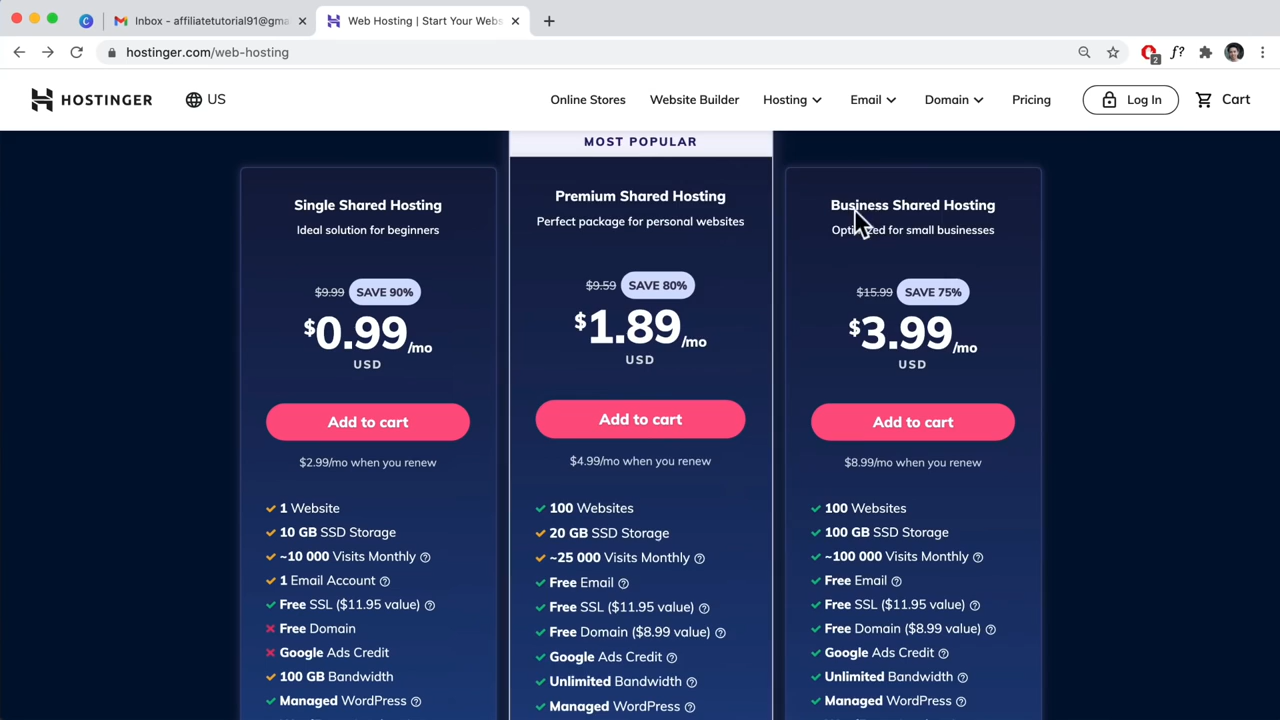 Inbox - affiliatetutorial91@gma
Web Hosting | Start Your Webs
hostinger.com/web-hosting
2
f?
HOSTINGER
US
Online Stores
Website Builder
Hosting
Email
Domain
Pricing
Log In
Cart
MOST POPULAR
Single Shared Hosting
Ideal solution for beginners
$9.99 SAVE 90%
$0.99/mo
USD
Add to cart
$2.99/mo when you renew
1 Website
10 GB SSD Storage
~10 000 Visits Monthly
1 Email Account
Free SSL ($11.95 value)
Free Domain
Google Ads Credit
100 GB Bandwidth
Managed WordPress
Premium Shared Hosting
Perfect package for personal websites
$9.59 SAVE 80%
$1.89/mo
USD
Add to cart
$4.99/mo when you renew
100 Websites
20 GB SSD Storage
~25 000 Visits Monthly
Free Email
Free SSL ($11.95 value)
Free Domain ($8.99 value)
Google Ads Credit
Unlimited Bandwidth
Managed WordPress
Business Shared Hosting
Optimized for small businesses
$15.99 SAVE 75%
$3.99/mo
USD
Add to cart
$8.99/mo when you renew
100 Websites
100 GB SSD Storage
~100 000 Visits Monthly
Free Email
Free SSL ($11.95 value)
Free Domain ($8.99 value)
Google Ads Credit
Unlimited Bandwidth
Managed WordPress